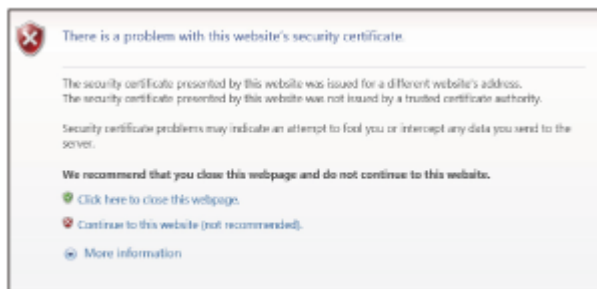 There is a problem with this website's security certificate.
The security certificate presented by this website was issued for a different website's address.
The security certificate presented by this website was not issued by a trusted certificate authority.
Security certificate problems may indicate an attempt to fool you or intercept any data you send to the
server.
We recommend that you close this webpage and do not continue to this website.
Click here to close this webpage.
Continue to this website (not recommended).
More information